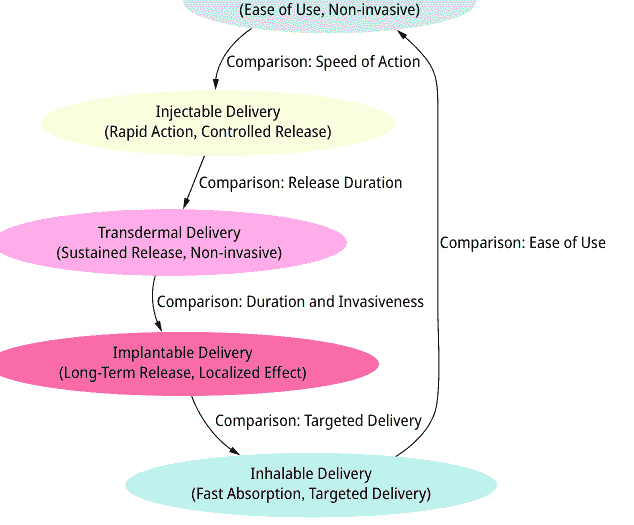 (Ease of Use, Non-invasive)
Comparison: Speed of Action
Injectable Delivery
(Rapid Action, Controlled Release)
Comparison: Release Duration
Transdermal Delivery
(Sustained Release, Non-invasive)
Comparison: Ease of Use
Comparison: Duration and Invasiveness
Implantable Delivery
(Long-Term Release, Localized Effect)
Comparison: Targeted Delivery
Inhalable Delivery
(Fast Absorption, Targeted Delivery)